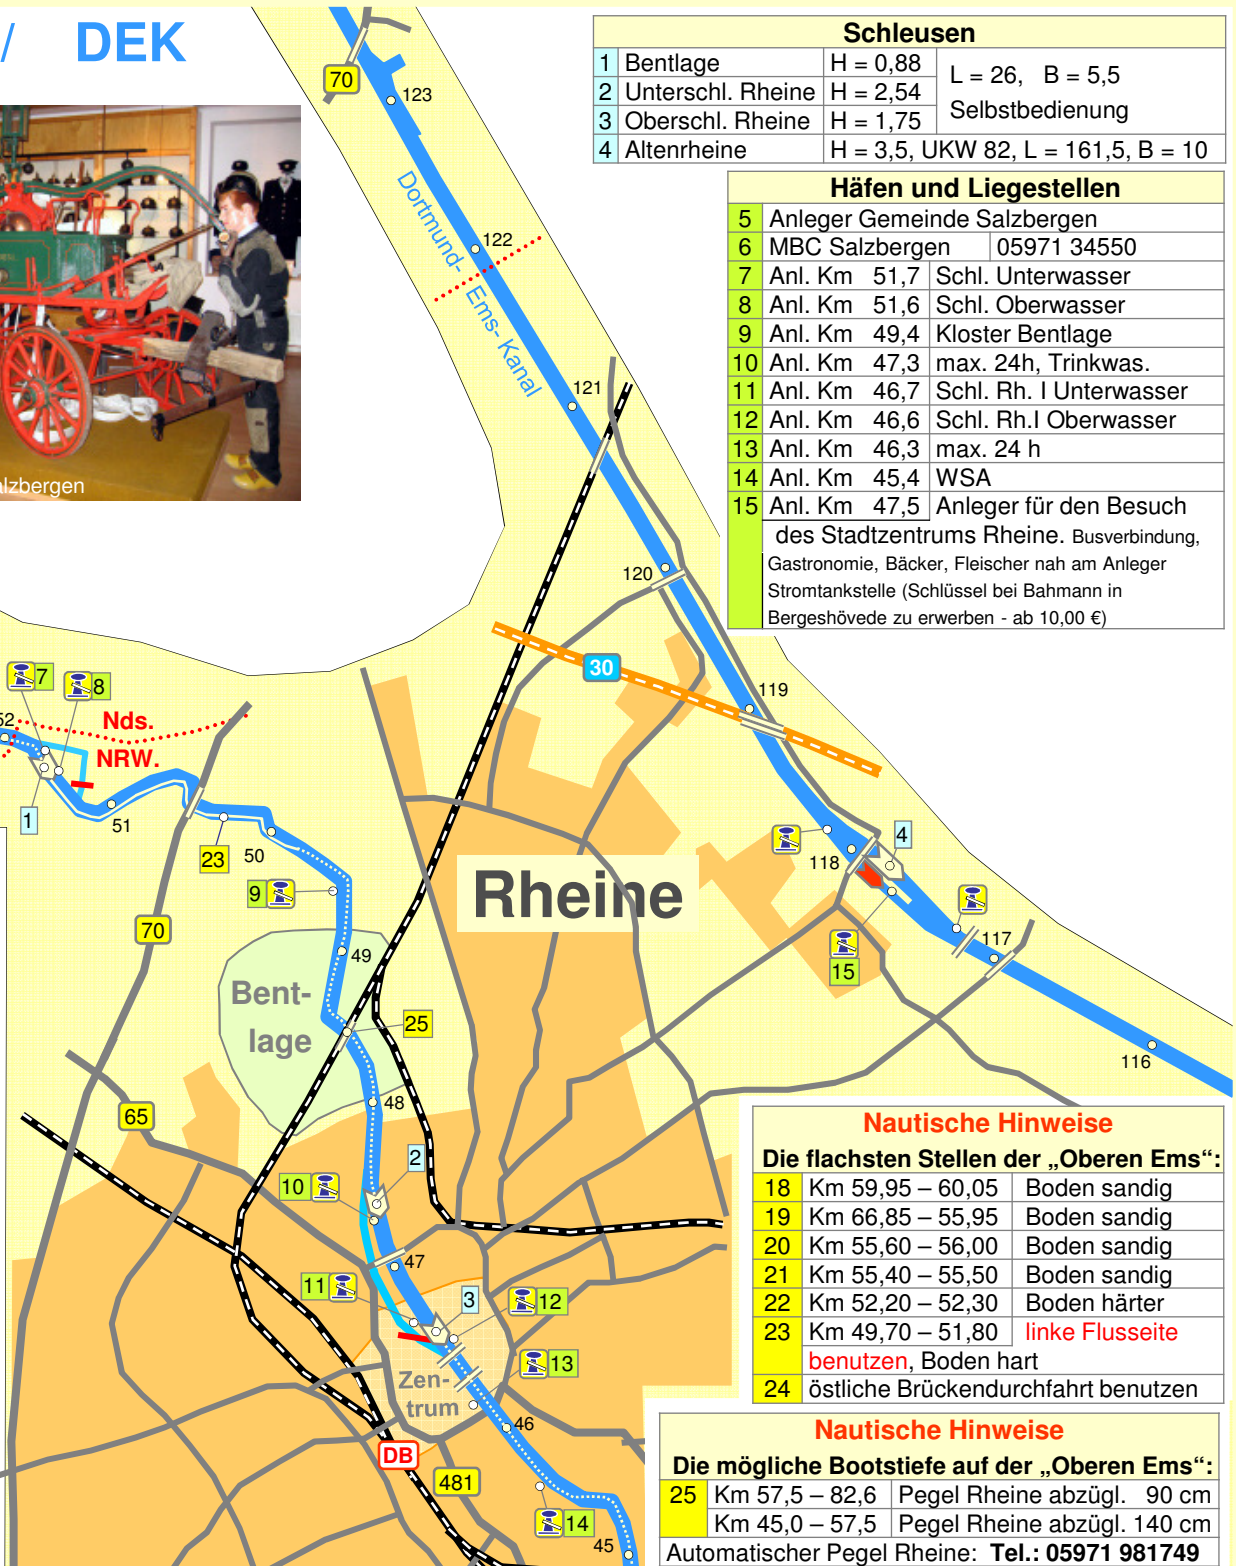 / DEK
alzbergen
Schleusen
1 Bentlage H = 0,88
2 Unterschl. Rheine H = 2,54
3 Oberschl. Rheine H = 1,75
L = 26, B = 5,5
Selbstbedienung
4 Altenrheine H = 3,5, UKW 82, L = 161,5, B = 10
Häfen und Liegestellen
5 Anleger Gemeinde Salzbergen
6 MBC Salzbergen 05971 34550
7 Anl. Km 51,7 Schl. Unterwasser
8 Anl. Km 51,6 Schl. Oberwasser
9 Anl. Km 49,4 Kloster Bentlage
10 Anl. Km 47,3 max. 24h, Trinkwas.
11 Anl. Km 46,7 Schl. Rh. I Unterwasser
12 Anl. Km 46,6 Schl. Rh.I Oberwasser
13 Anl. Km 46,3 max. 24 h
14 Anl. Km 45,4 WSA
15 Anl. Km 47,5 Anleger für den Besuch
des Stadtzentrums Rheine. Busverbindung,
Gastronomie, Bäcker, Fleischer nah am Anleger
Stromtankstelle (Schlüssel bei Bahmann in
Bergeshövede zu erwerben - ab 10,00 €)
70
123
122
Dortmund-
Ems-
Kanal
121
120
30
119
7
8
52
Nds.
NRW.
1
51
23
50
118
4
9
Rheine
70
49
117
15
Bent-
lage
25
116
48
65
2
10
47
11
3
12
13
Zen-
trum
46
DB
481
14
45
Nautische Hinweise
Die flachsten Stellen der „Oberen Ems“:
18 Km 59,95 – 60,05 Boden sandig
19 Km 66,85 – 55,95 Boden sandig
20 Km 55,60 – 56,00 Boden sandig
21 Km 55,40 – 55,50 Boden sandig
22 Km 52,20 – 52,30 Boden härter
23 Km 49,70 – 51,80 linke Flusseite
benutzen, Boden hart
24 östliche Brückendurchfahrt benutzen
Nautische Hinweise
Die mögliche Bootstiefe auf der „Oberen Ems“:
25 Km 57,5 – 82,6 Pegel Rheine abzügl. 90 cm
Km 45,0 – 57,5 Pegel Rheine abzügl. 140 cm
Automatischer Pegel Rheine: Tel.: 05971 981749